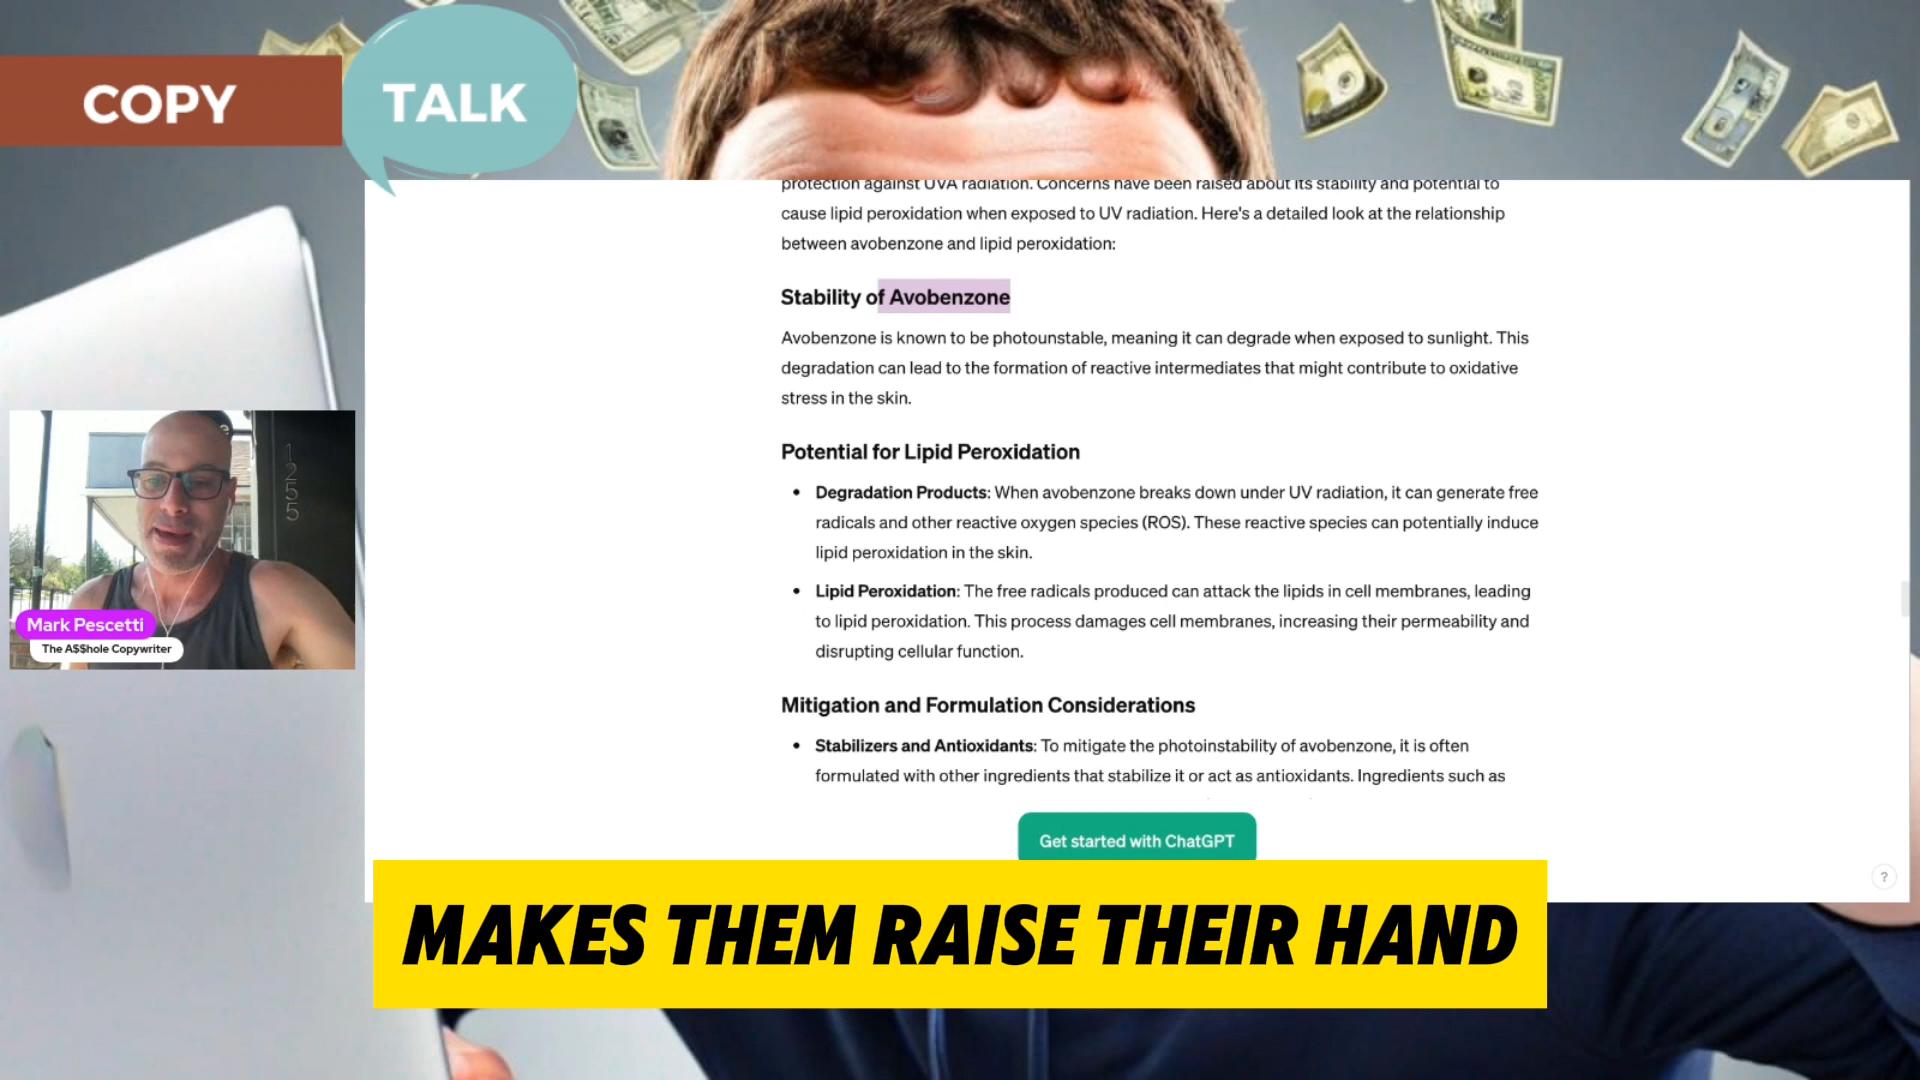 COPY
TALK
protection against UVA radiation. Concerns have been raised about its stability and potential to
cause lipid peroxidation when exposed to UV radiation. Here's a detailed look at the relationship
between avobenzone and lipid peroxidation:
Stability of Avobenzone
Avobenzone is known to be photounstable, meaning it can degrade when exposed to sunlight. This
degradation can lead to the formation of reactive intermediates that might contribute to oxidative
stress in the skin.
Potential for Lipid Peroxidation
• Degradation Products: When avobenzone breaks down under UV radiation, it can generate free
radicals and other reactive oxygen species (ROS). These reactive species can potentially induce
lipid peroxidation in the skin.
• Lipid Peroxidation: The free radicals produced can attack the lipids in cell membranes, leading
to lipid peroxidation. This process damages cell membranes, increasing their permeability and
disrupting cellular function.
Mitigation and Formulation Considerations
• Stabilizers and Antioxidants: To mitigate the photoinstability of avobenzone, it is often
formulated with other ingredients that stabilize it or act as antioxidants. Ingredients such as
Get started with ChatGPT
?
1
2
5
5
Mark Pescetti
The A$$hole Copywriter
MAKES THEM RAISE THEIR HAND